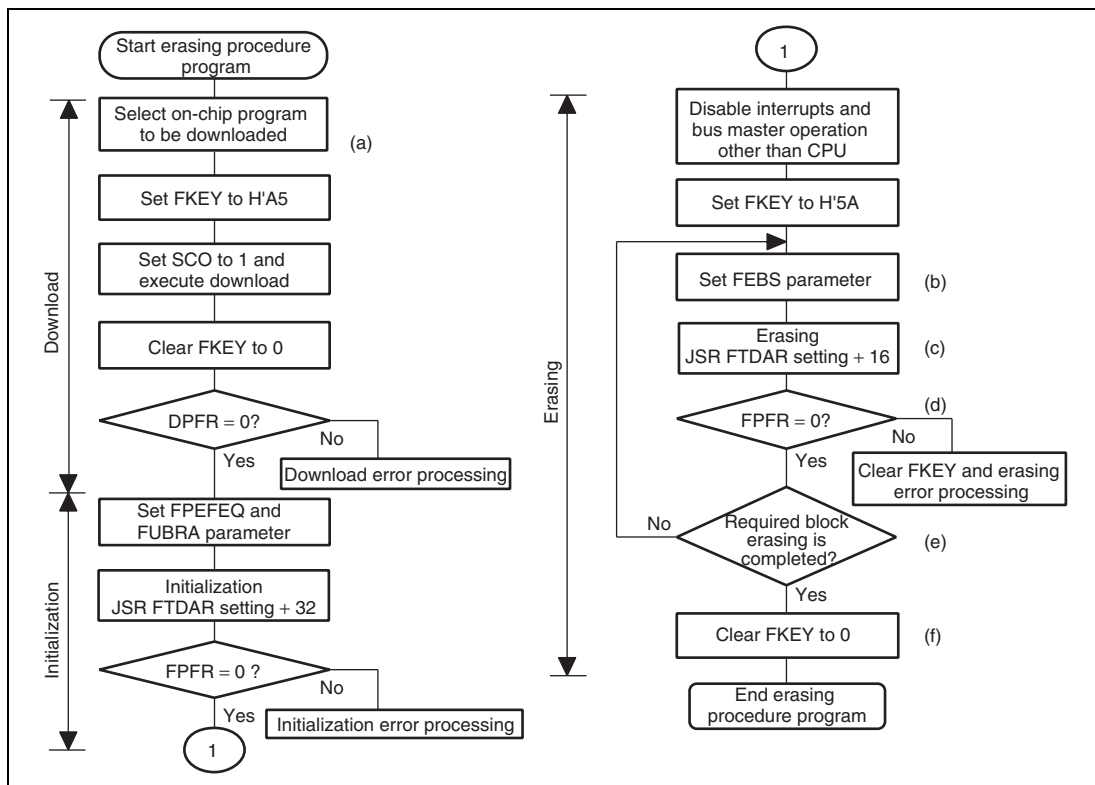 Start erasing procedure
program
Select on-chip program
to be downloaded
(a)
Set FKEY to H'A5
Set SCO to 1 and
execute download
Clear FKEY to 0
DPFR = 0?
No
Yes
Download error processing
Download
Set FPEFEQ and
FUBRA parameter
Initialization
JSR FTDAR setting + 32
FPFR = 0 ?
No
Yes
Initialization error processing
Initialization
1
1
Disable interrupts and
bus master operation
other than CPU
Set FKEY to H'5A
Set FEBS parameter
(b)
Erasing
JSR FTDAR setting + 16
(c)
(d)
FPFR = 0?
No
Yes
Clear FKEY and erasing
error processing
Erasing
No
Required block
erasing is
completed?
(e)
Yes
Clear FKEY to 0
(f)
End erasing
procedure program